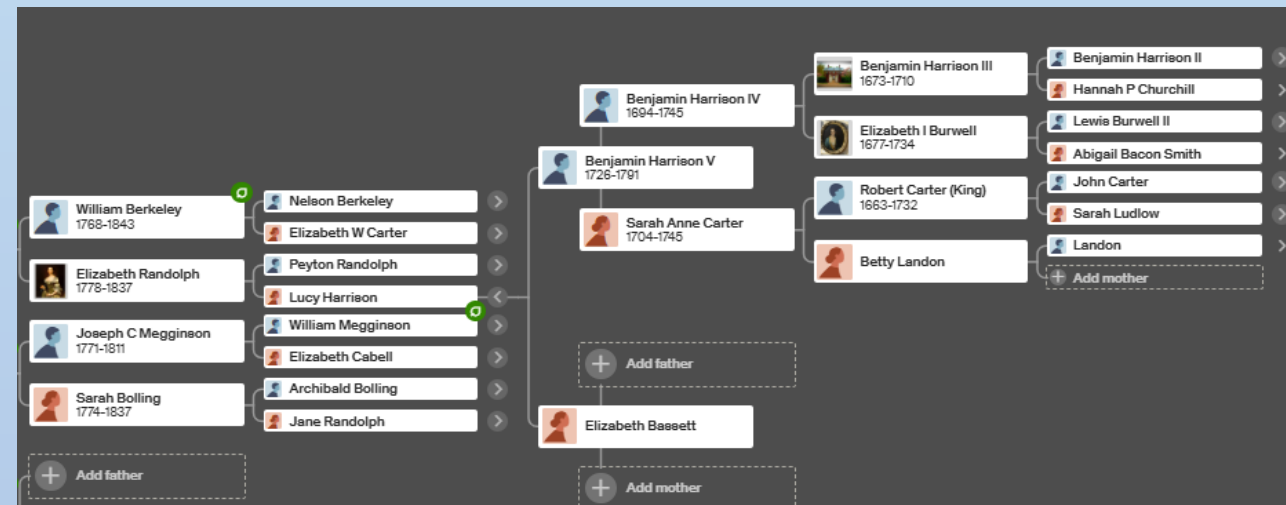 William Berkeley
1768-1843
Elizabeth Randolph
1778-1837
Joseph C Megginson
1771-1811
Sarah Bolling
1774-1837
Add father
Nelson Berkeley
Elizabeth W Carter
Peyton Randolph
Lucy Harrison
William Megginson
Elizabeth Cabell
Archibald Bolling
Jane Randolph
Benjamin Harrison IV
1694-1745
Benjamin Harrison V
1726-1791
Sarah Anne Carter
1704-1745
Add father
Elizabeth Bassett
Add mother
Benjamin Harrison III
1673-1710
Elizabeth I Burwell
1677-1734
Robert Carter (King)
1663-1732
Betty Landon
Benjamin Harrison II
Hannah P Churchill
Lewis Burwell II
Abigail Bacon Smith
John Carter
Sarah Ludlow
Landon
Add mother